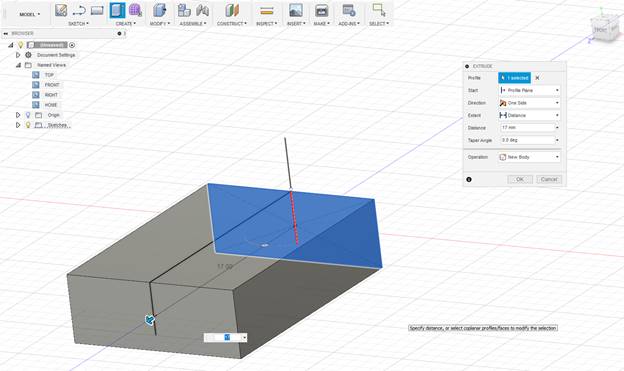 MODEL
SKETCH
CREATE
MODIFY
ASSEMBLE
CONSTRUCT
INSPECT
INSERT
MAKE
ADD-INS
SELECT
BROWSER
(Unsaved)
Document Settings
Named Views
TOP
FRONT
RIGHT
HOME
Origin
Sketches
FRONT
EXTRUDE
Profile 1 selected
Start Profile Plane
Direction One Side
Extent Distance
Distance 17 mm
Taper Angle 0.0 deg
Operation New Body
OK Cancel
17.00
17
Specify distance, or select coplanar profiles/faces to modify the selection